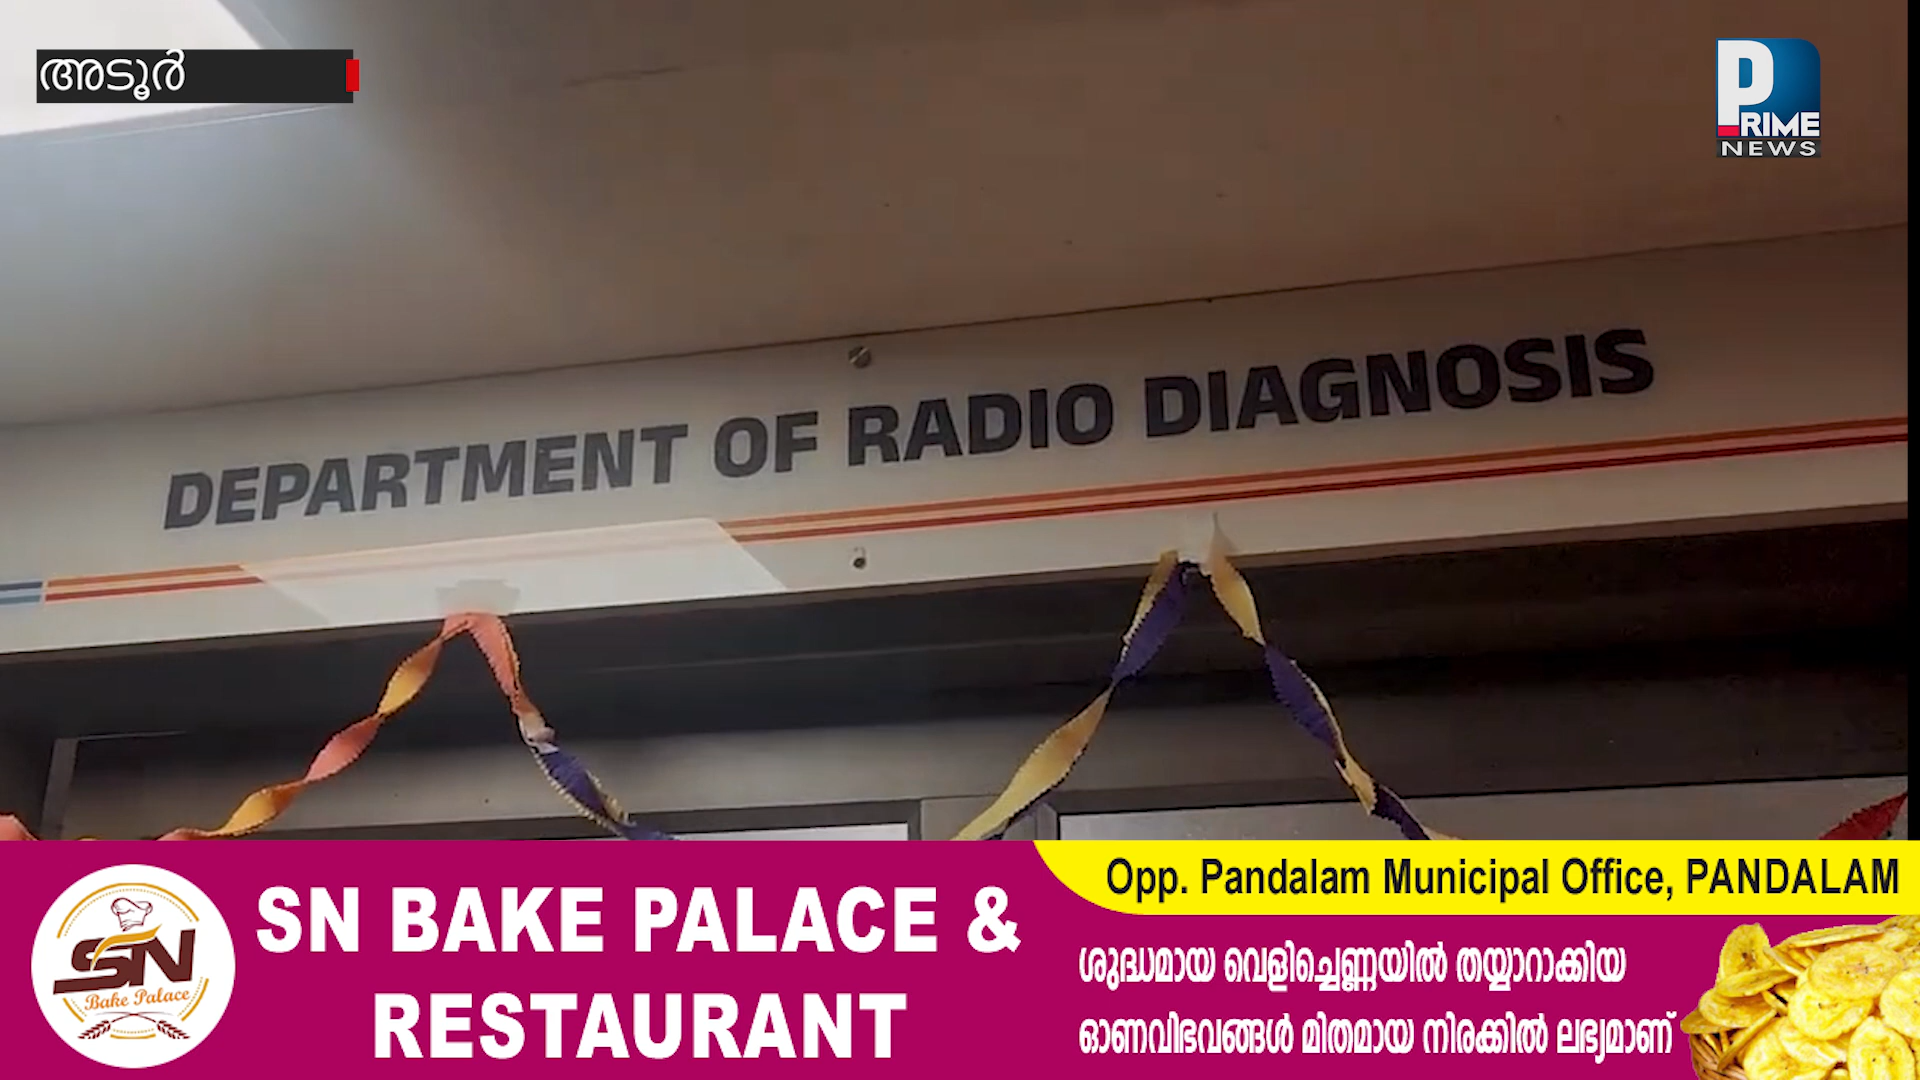 അടൂർ
PRIME
NEWS
DEPARTMENT OF RADIO DIAGNOSIS
SN
Bake Palace
SN BAKE PALACE &
RESTAURANT
Opp. Pandalam Municipal Office, PANDALAM
ശുദ്ധമായ വെളിച്ചെണ്ണയിൽ തയ്യാറാക്കിയ
ഓണവിഭവങ്ങൾ മിതമായ നിരക്കിൽ ലഭ്യമാണ്